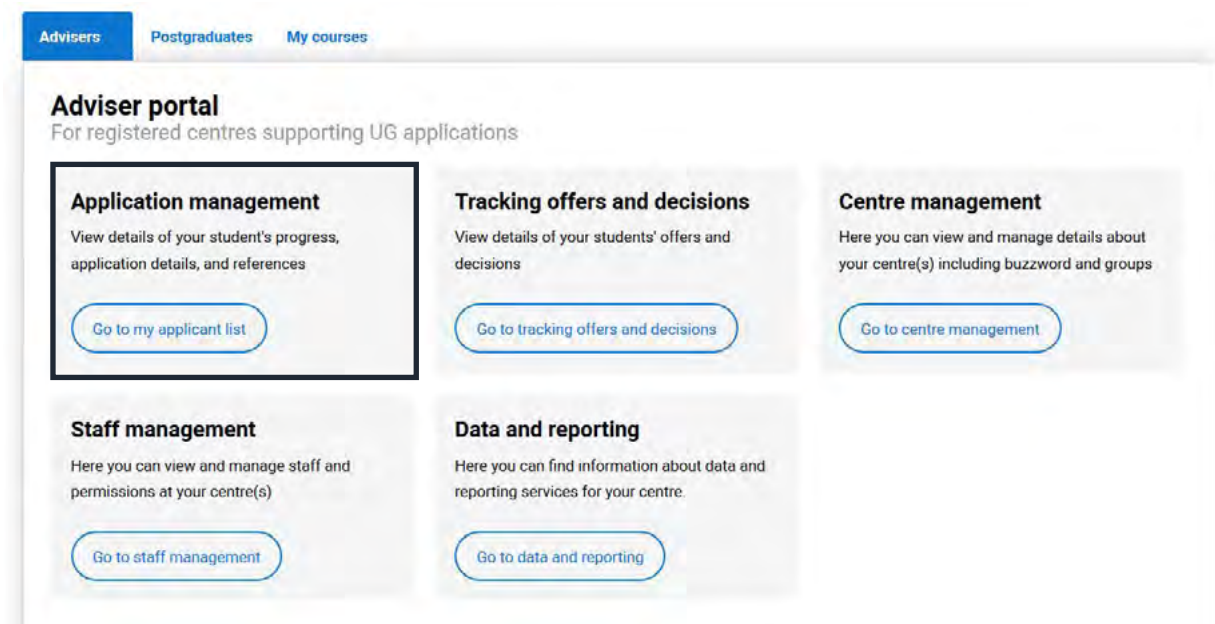 Advisers Postgraduates My courses
Adviser portal
For registered centres supporting UG applications
Application management
View details of your student's progress,
application details, and references
Go to my applicant list
Tracking offers and decisions
View details of your students' offers and
decisions
Go to tracking offers and decisions
Centre management
Here you can view and manage details about
your centre(s) including buzzword and groups
Go to centre management
Staff management
Here you can view and manage staff and
permissions at your centre(s)
Go to staff management
Data and reporting
Here you can find information about data and
reporting services for your centre.
Go to data and reporting